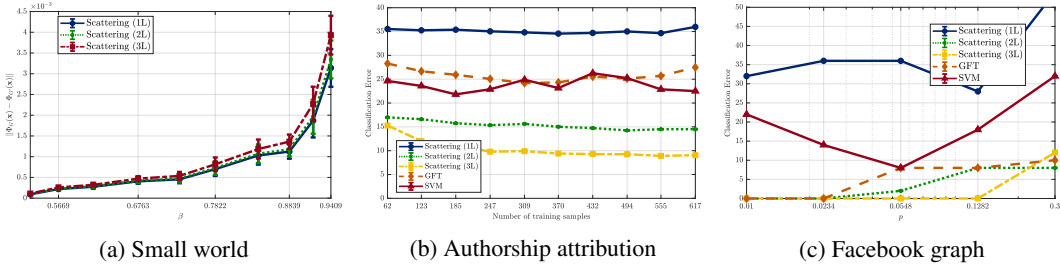 4.5 ×10⁻³
4
3.5
3
2.5
2
1.5
1
0.5
0
Scattering (1L)
Scattering (2L)
Scattering (3L)
0.5669 0.6763 0.7822 0.8839 0.9409
β
(a) Small world
Classification Error
45
40
35
30
25
20
15
10
5
0
Scattering (1L)
Scattering (2L)
Scattering (3L)
GFT
SVM
62 123 185 247 309 370 432 494 555 617
Number of training samples
(b) Authorship attribution
Classification Error
50
45
40
35
30
25
20
15
10
5
0
Scattering (1L)
Scattering (2L)
Scattering (3L)
GFT
SVM
0.01 0.0234 0.0548 0.1282 0.3
p
(c) Facebook graph